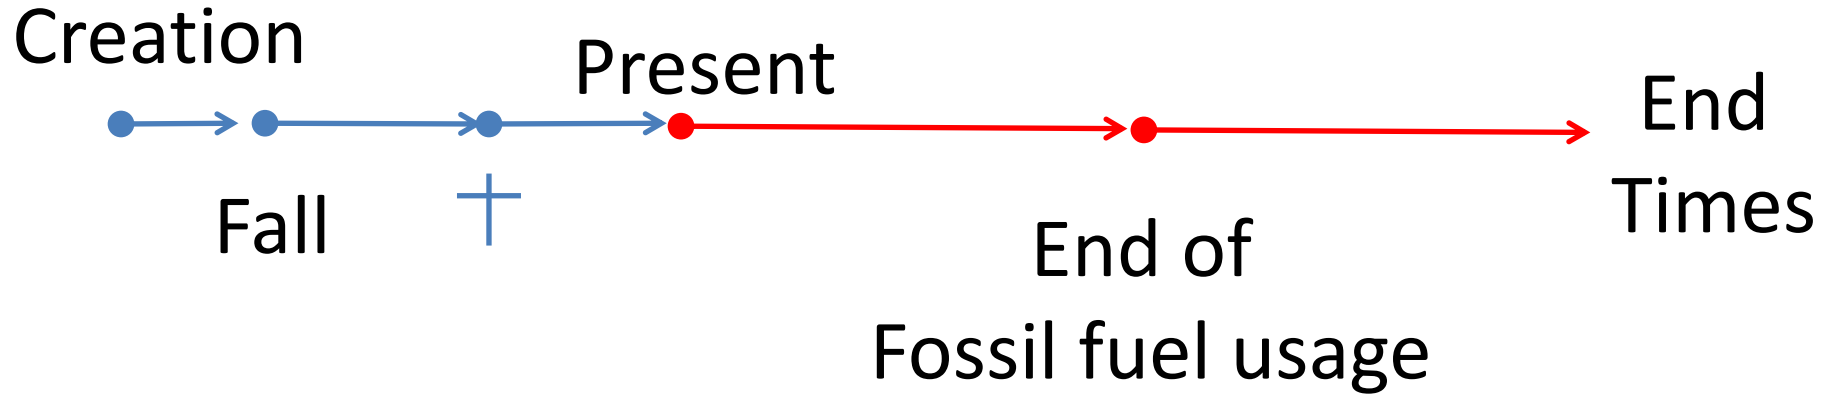 Creation
Present
End
Times
Fall
End of
Fossil fuel usage